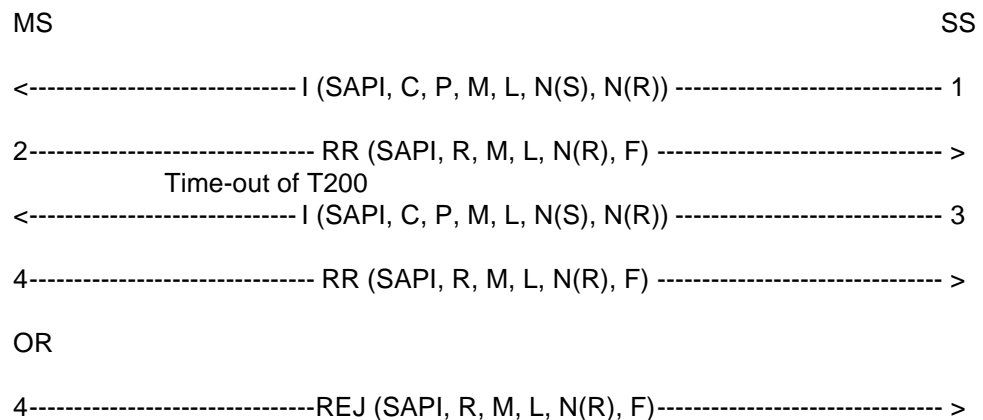 MS SS
<------------------------------ I (SAPI, C, P, M, L, N(S), N(R)) ------------------------------ 1
2-------------------------------- RR (SAPI, R, M, L, N(R), F) -------------------------------- >
Time-out of T200
<------------------------------ I (SAPI, C, P, M, L, N(S), N(R)) ------------------------------ 3
4-------------------------------- RR (SAPI, R, M, L, N(R), F) -------------------------------- >
OR
4--------------------------------REJ (SAPI, R, M, L, N(R), F)-------------------------------- >